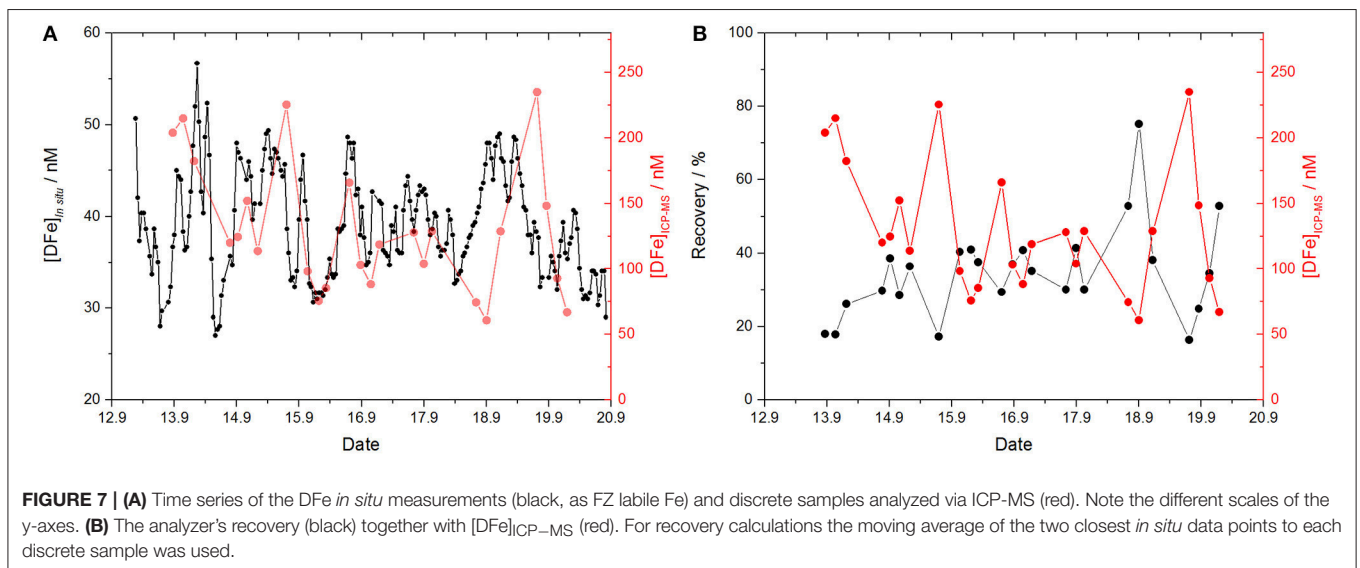 A
B
60
50
40
30
20
[DFe]In situ / nM
250
200
150
100
50
0
[DFe]ICP-MS / nM
12.9 13.9 14.9 15.9 16.9 17.9 18.9 19.9 20.9
Date
100
80
60
40
20
0
Recovery / %
250
200
150
100
50
0
[DFe]ICP-MS / nM
12.9 13.9 14.9 15.9 16.9 17.9 18.9 19.9 20.9
Date
FIGURE 7 | (A) Time series of the DFe in situ measurements (black, as FZ labile Fe) and discrete samples analyzed via ICP-MS (red). Note the different scales of the
y-axes. (B) The analyzer's recovery (black) together with [DFe]ICP−MS (red). For recovery calculations the moving average of the two closest in situ data points to each
discrete sample was used.